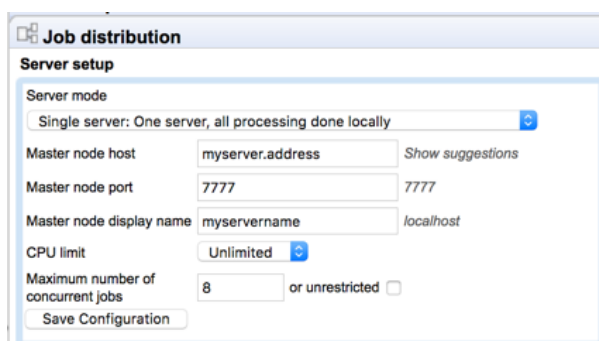 Job distribution
Server setup
Server mode
Single server: One server, all processing done locally
Master node host myserver.address Show suggestions
Master node port 7777 7777
Master node display name myservername localhost
CPU limit Unlimited
Maximum number of
concurrent jobs 8 or unrestricted
Save Configuration